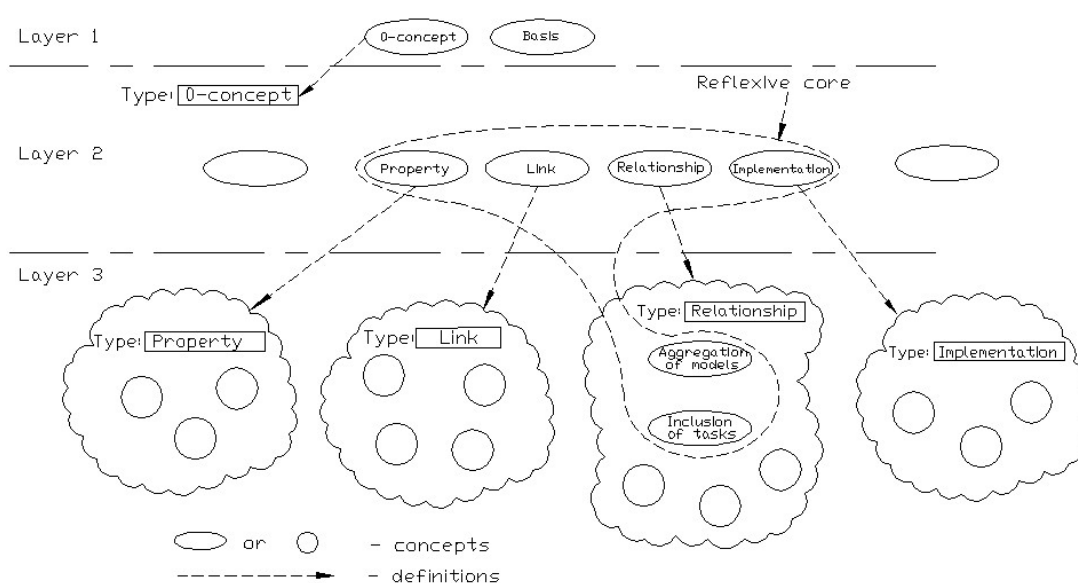 Layer 1
0-concept
Basis
Type: 0-concept
Reflexive core
Layer 2
Property
Link
Relationship
Implementation
Layer 3
Type: Property
Type: Link
Type: Relationship
Aggregation
of models
Inclusion
of tasks
Type: Implementation
or
- concepts
- definitions